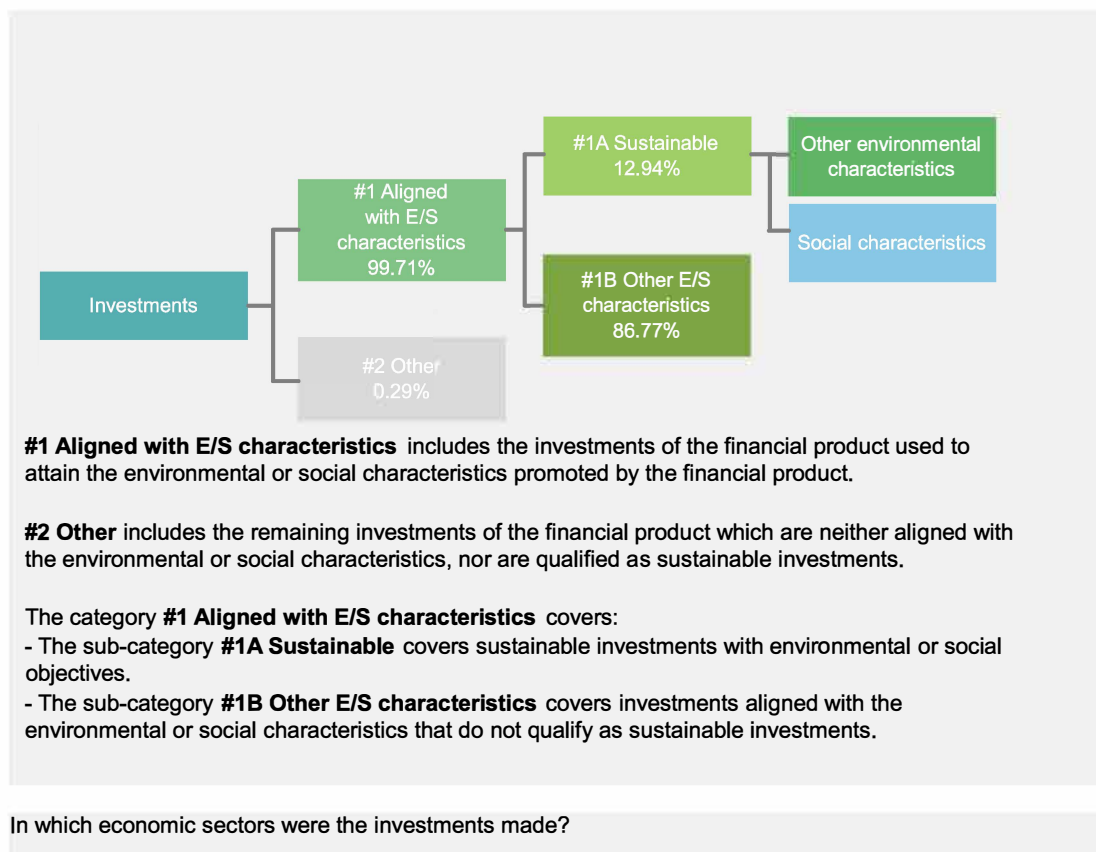 #1A Sustainable
12.94%
Other environmental
characteristics
#1 Aligned
with E/S
characteristics
99.71%
Social characteristics
#1B Other E/S
characteristics
86.77%
Investments
#2 Other
0.29%
#1 Aligned with E/S characteristics includes the investments of the financial product used to
attain the environmental or social characteristics promoted by the financial product.
#2 Other includes the remaining investments of the financial product which are neither aligned with
the environmental or social characteristics, nor are qualified as sustainable investments.
The category #1 Aligned with E/S characteristics covers:
- The sub-category #1A Sustainable covers sustainable investments with environmental or social
objectives.
- The sub-category #1B Other E/S characteristics covers investments aligned with the
environmental or social characteristics that do not qualify as sustainable investments.
In which economic sectors were the investments made?